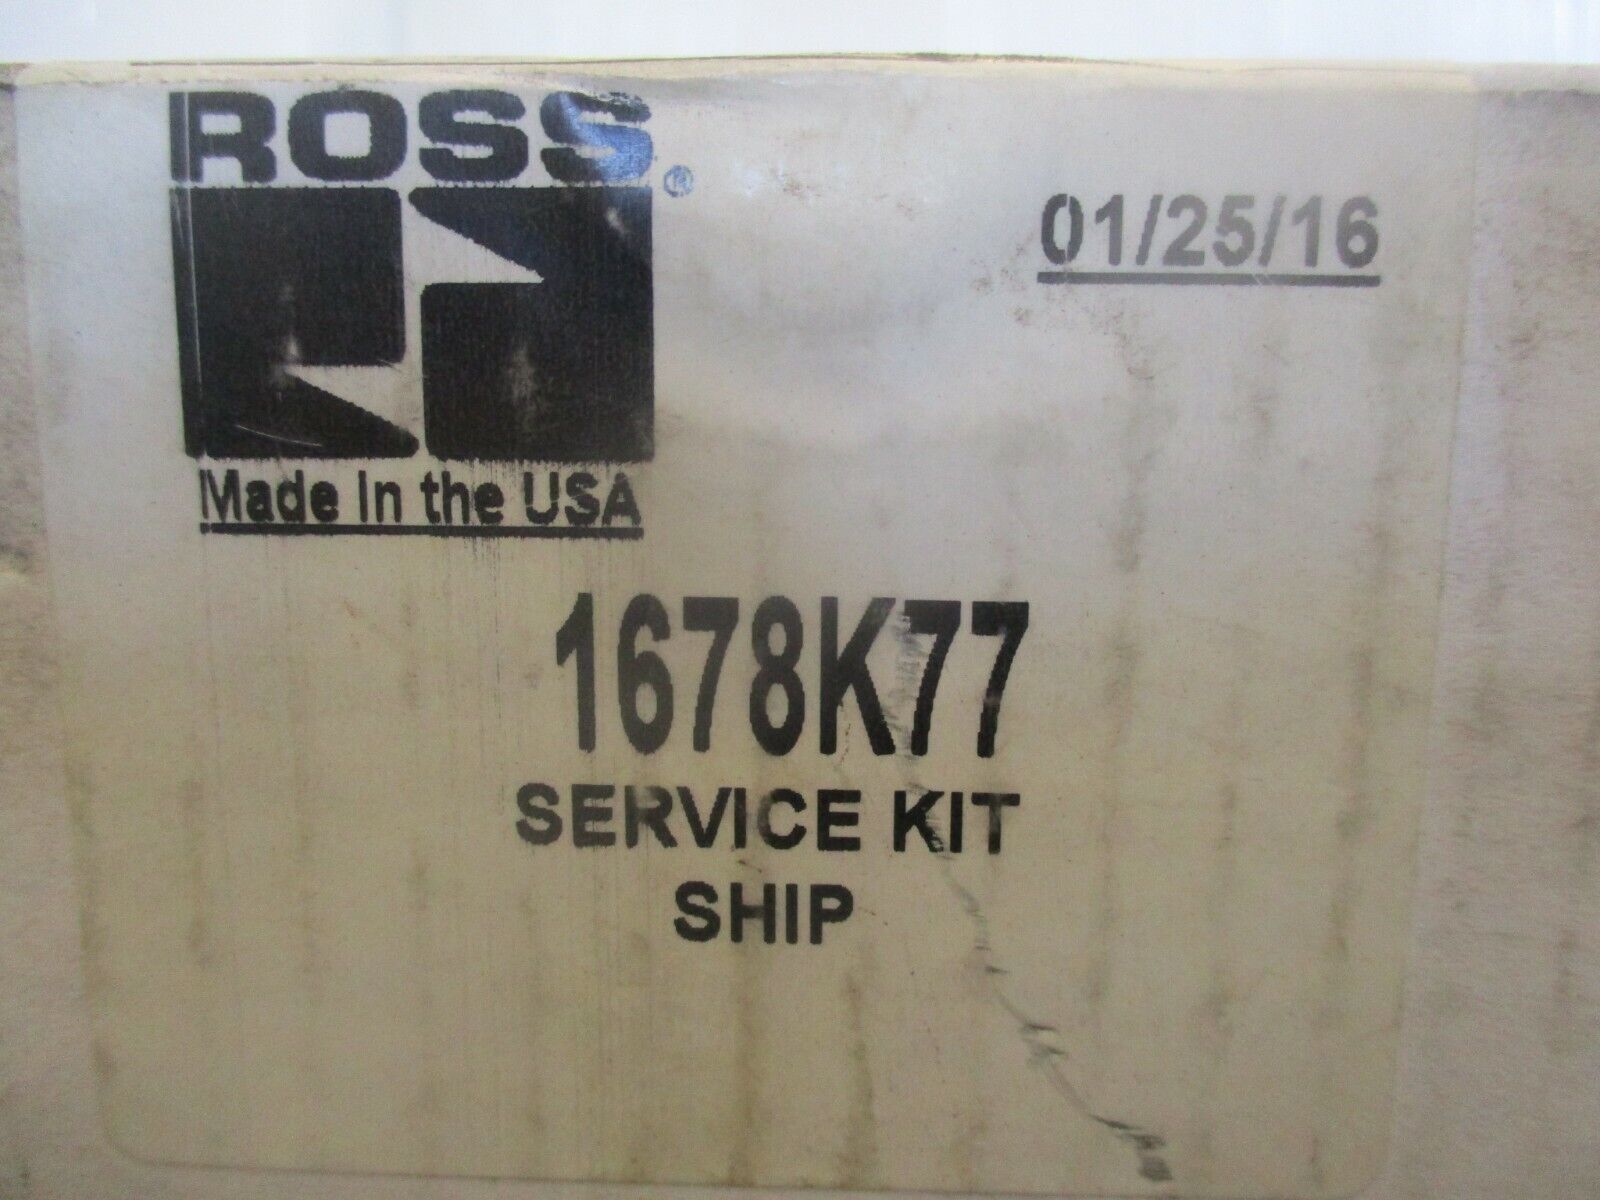 ROSS®
01/25/16
Made In the USA
1678K77
SERVICE KIT
SHIP